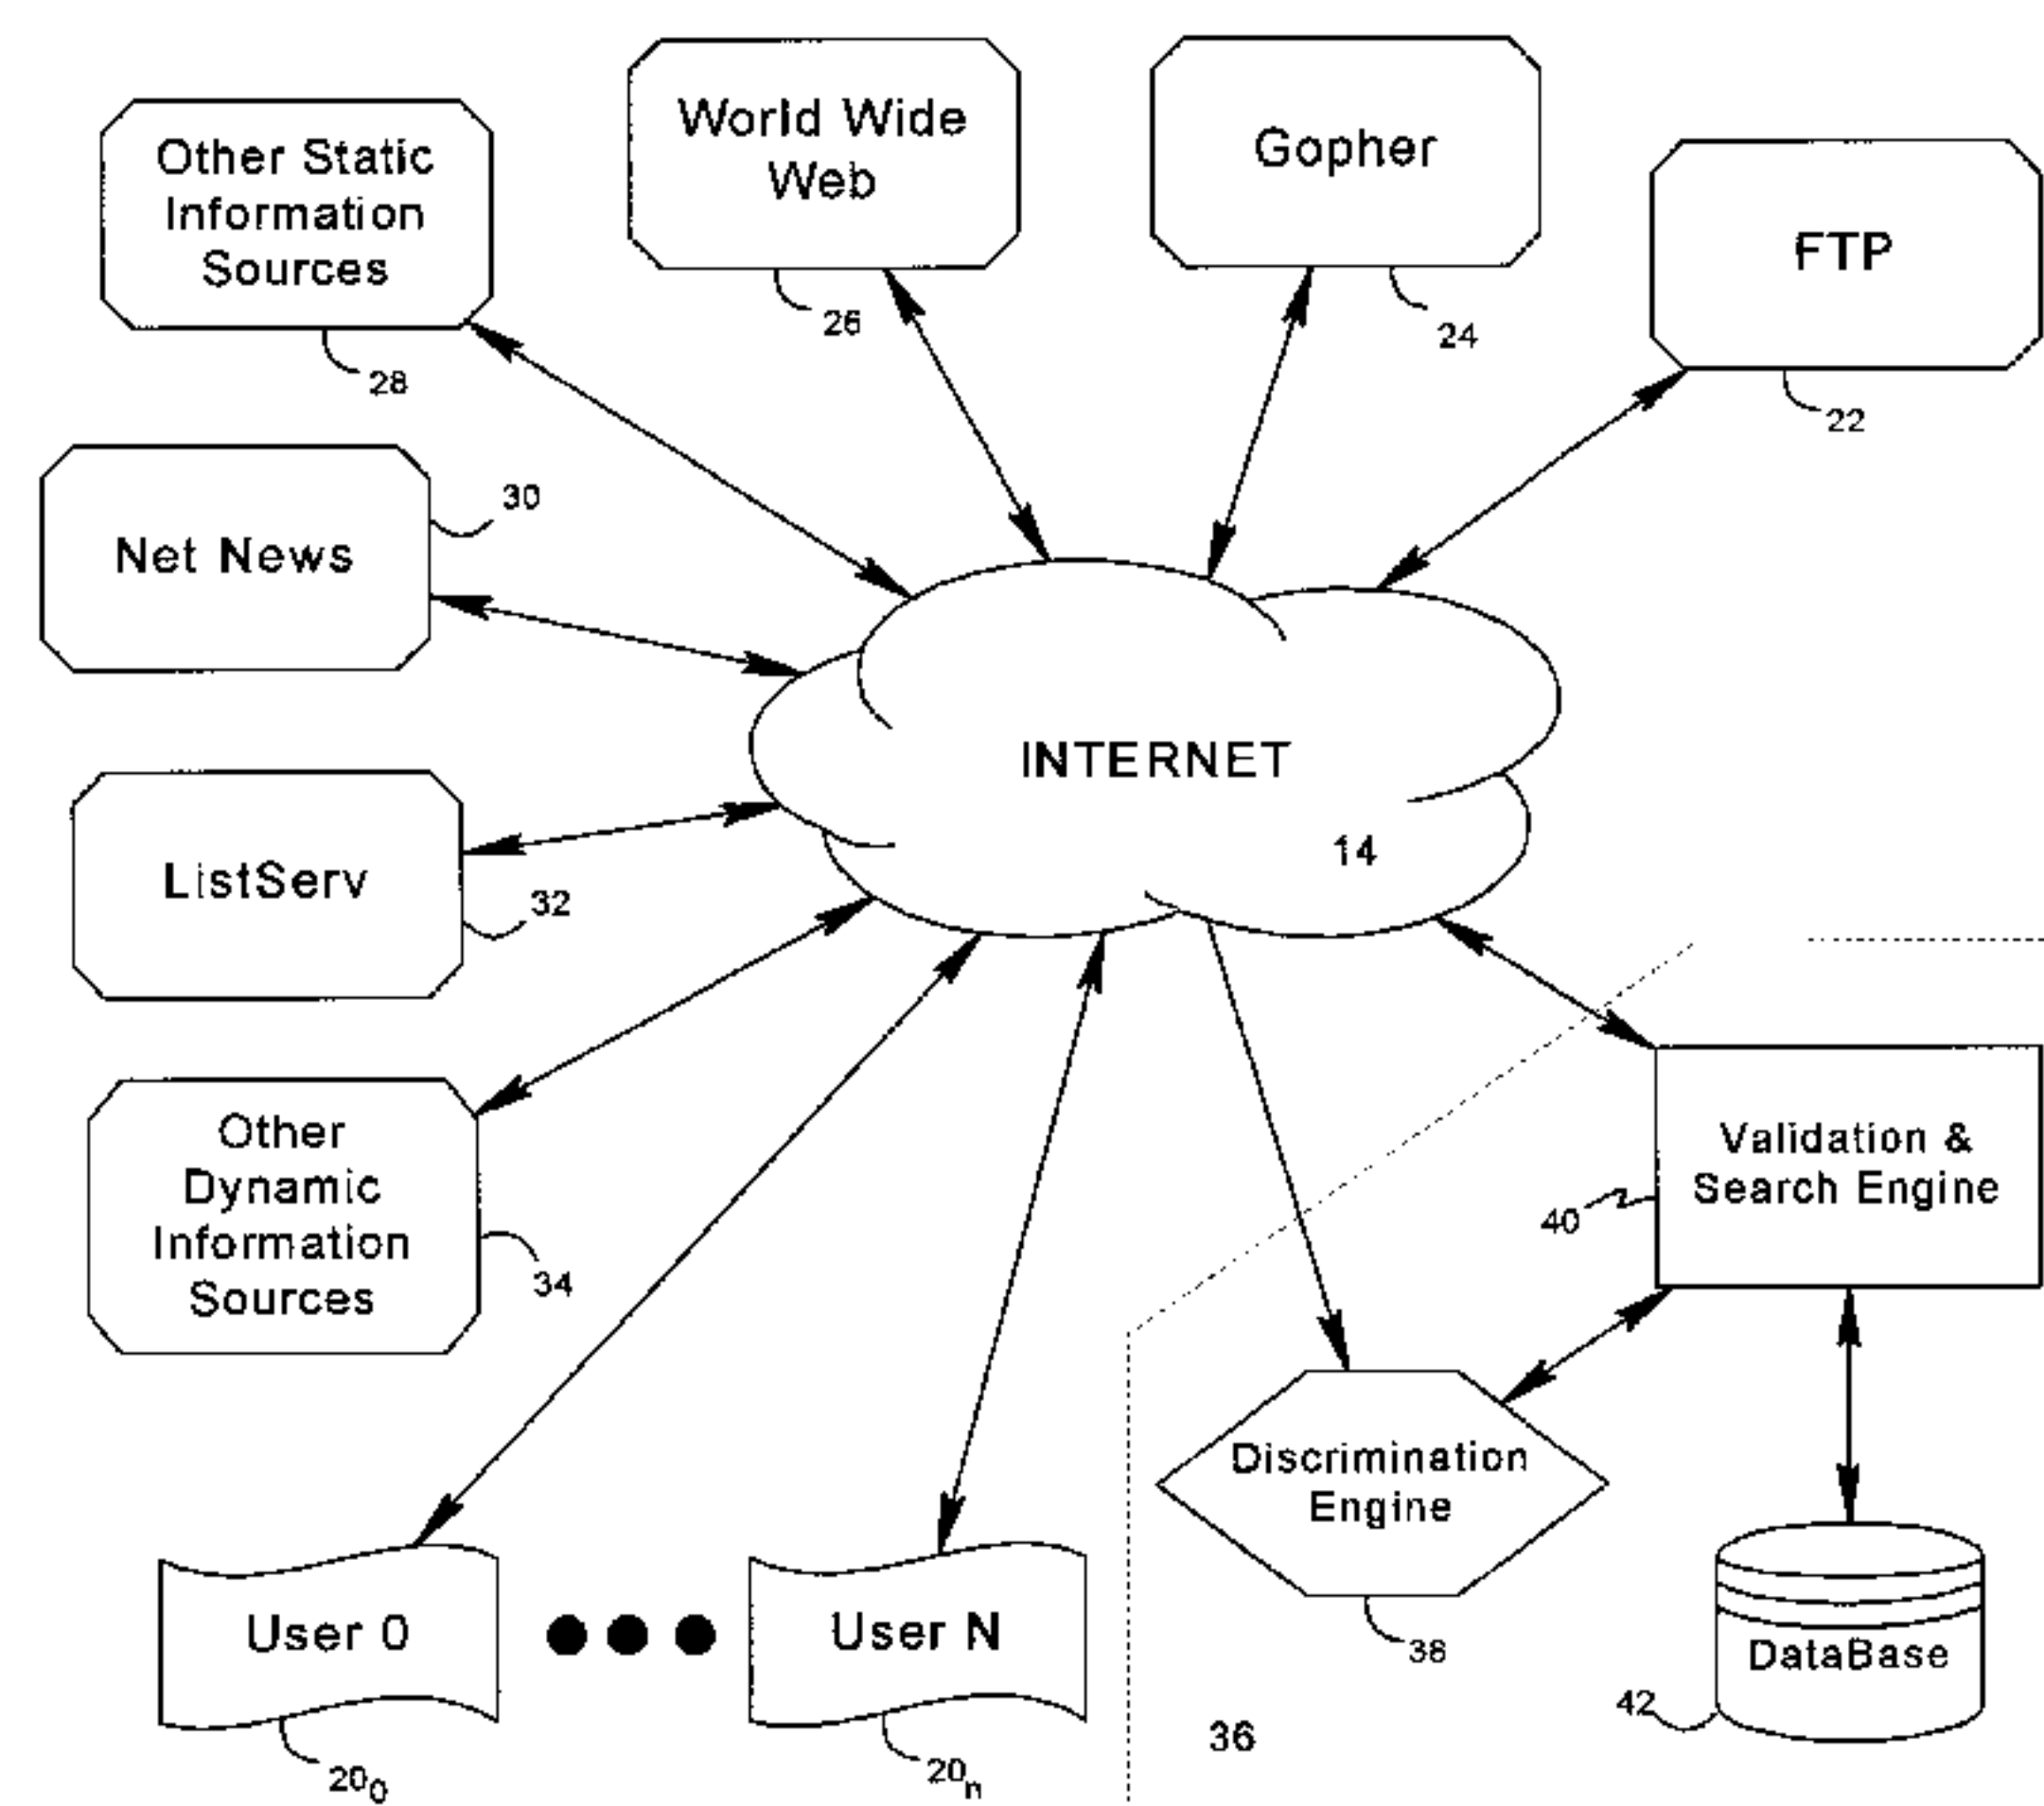 Other Static
Information
Sources
28
World Wide
Web
26
Gopher
24
FTP
22
Net News
30
INTERNET
14
ListServ
32
Other
Dynamic
Information
Sources
34
Validation &
Search Engine
40
Discrimination
Engine
38
DataBase
42
User 0
20₀
User N
20ₙ
36